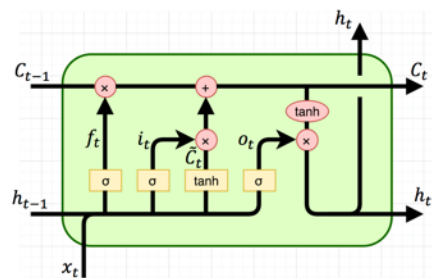 h_t
C_{t-1} × + C_t
tanh
f_t i_t × C̃_t o_t ×
σ σ tanh σ
h_{t-1} h_t
x_t